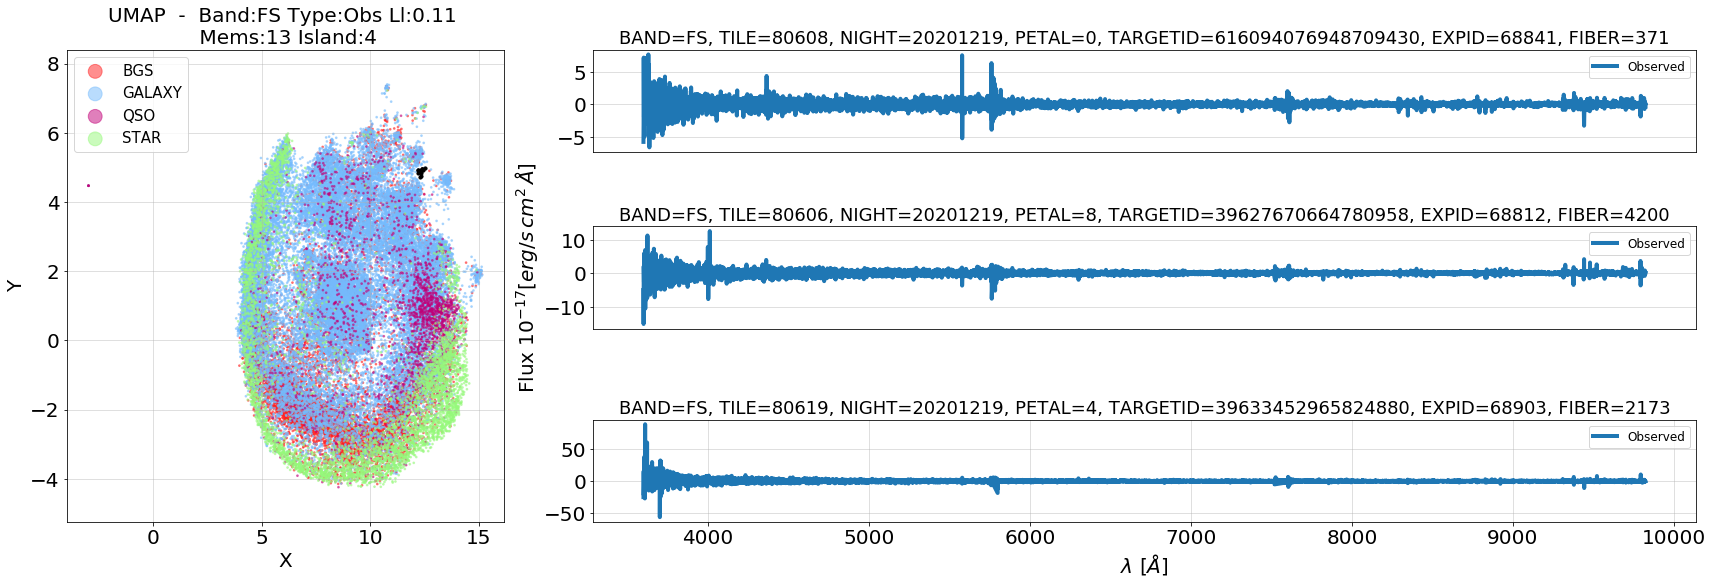 UMAP  -  Band:FS Type:Obs Ll:0.11
Mems:13 Island:4
8
6
4
2
0
−2
−4
Y
0
5
10
15
X
BGS
GALAXY
QSO
STAR
Flux 10⁻¹⁷[erg/s cm² Å]
BAND=FS, TILE=80608, NIGHT=20201219, PETAL=0, TARGETID=616094076948709430, EXPID=68841, FIBER=371
5
0
−5
Observed
BAND=FS, TILE=80606, NIGHT=20201219, PETAL=8, TARGETID=39627670664780958, EXPID=68812, FIBER=4200
10
0
−10
Observed
BAND=FS, TILE=80619, NIGHT=20201219, PETAL=4, TARGETID=39633452965824880, EXPID=68903, FIBER=2173
50
0
−50
Observed
4000
5000
6000
7000
8000
9000
10000
λ [Å]